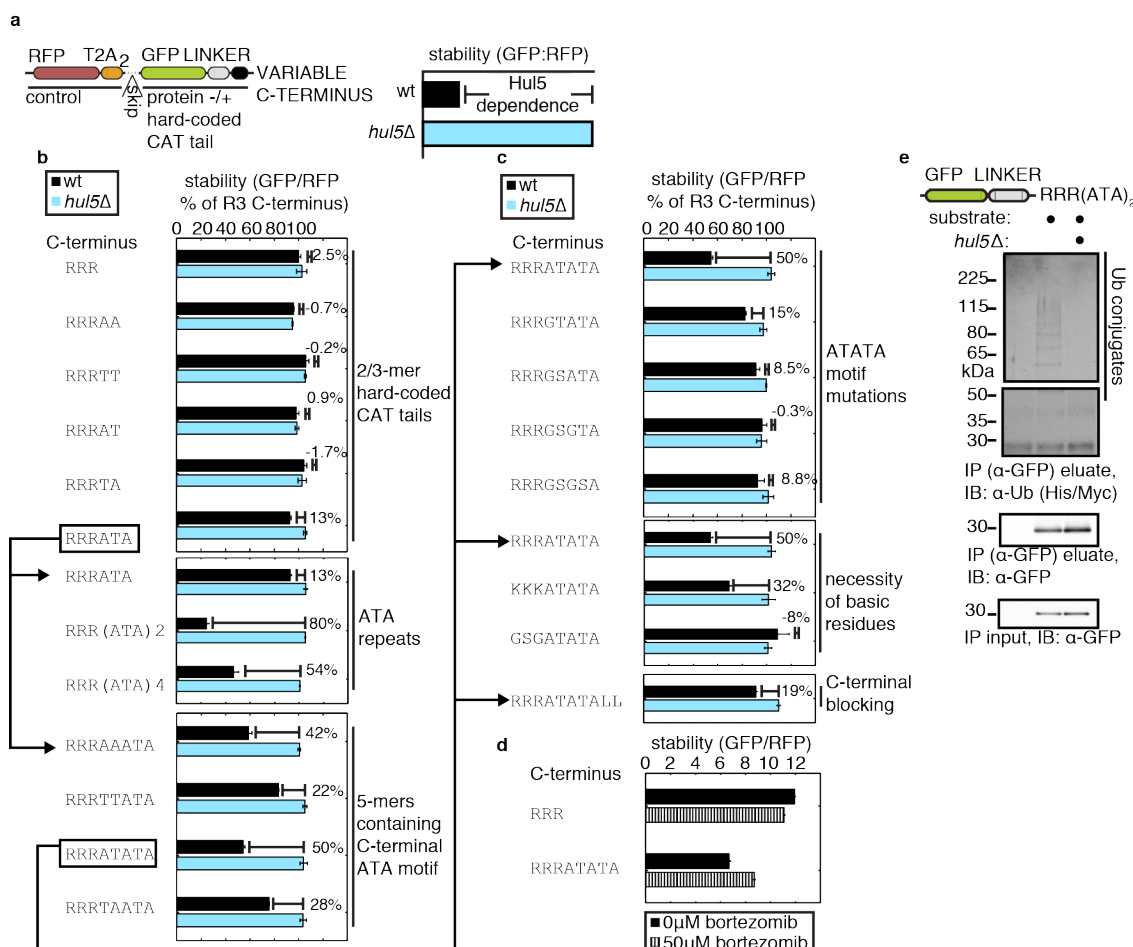 a
RFP T2A2 GFP LINKER
VARIABLE
C-TERMINUS
control
skip
protein -/+
hard-coded
CAT tail
stability (GFP:RFP)
wt
Hul5
dependence
hul5Δ
b
wt
hul5Δ
stability (GFP/RFP
% of R3 C-terminus)
0 20 40 60 80 100
C-terminus
RRR
-2.5%
RRRAA
-0.7%
RRRTT
-0.2%
RRRAT
0.9%
RRRTA
-1.7%
RRRATA
13%
2/3-mer
hard-coded
CAT tails
RRRATA
13%
RRR(ATA)2
80%
RRR(ATA)4
54%
ATA
repeats
RRRAAATA
42%
RRRTTATA
22%
RRRATATA
50%
RRRTAATA
28%
5-mers
containing
C-terminal
ATA motif
c
wt
hul5Δ
stability (GFP/RFP
% of R3 C-terminus)
0 20 40 60 80 100
C-terminus
RRRATATA
50%
RRRGTATA
15%
RRRGSATA
8.5%
RRRGSGTA
-0.3%
RRRGSGSA
8.8%
ATATA
motif
mutations
RRRATATA
50%
KKKATATA
32%
GSGATATA
-8%
necessity
of basic
residues
RRRATATALL
19%
C-terminal
blocking
d
stability (GFP/RFP)
0 2 4 6 8 10 12
C-terminus
RRR
RRRATATA
0µM bortezomib
50µM bortezomib
e
GFP LINKER
RRR(ATA)2
substrate:
hul5Δ:
225
115
80
65
kDa
50
35
30
Ub conjugates
IP (α-GFP) eluate,
IB: α-Ub (His/Myc)
30
IP (α-GFP) eluate,
IB: α-GFP
30
IP input, IB: α-GFP